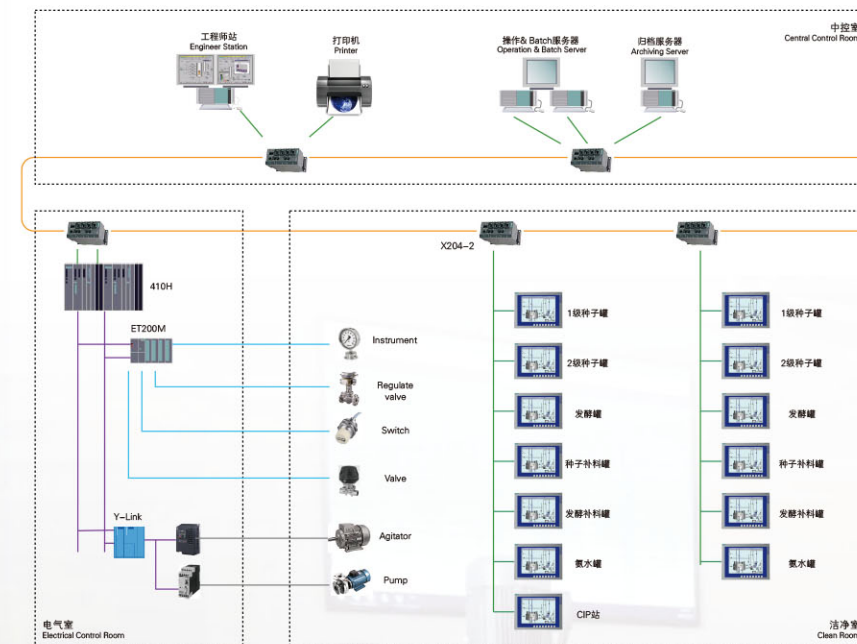 工程师站
Engineer Station
打印机
Printer
操作& Batch服务器
Operation & Batch Server
归档服务器
Archiving Server
中控室
Central Control Room
X204-2
410H
ET200M
Instrument
Regulate
valve
Switch
Valve
Y-Link
Agitator
Pump
1级种子罐
2级种子罐
发酵罐
种子补料罐
发酵补料罐
氨水罐
CIP站
1级种子罐
2级种子罐
发酵罐
种子补料罐
发酵补料罐
氨水罐
电气室
Electrical Control Room
洁净室
Clean Room